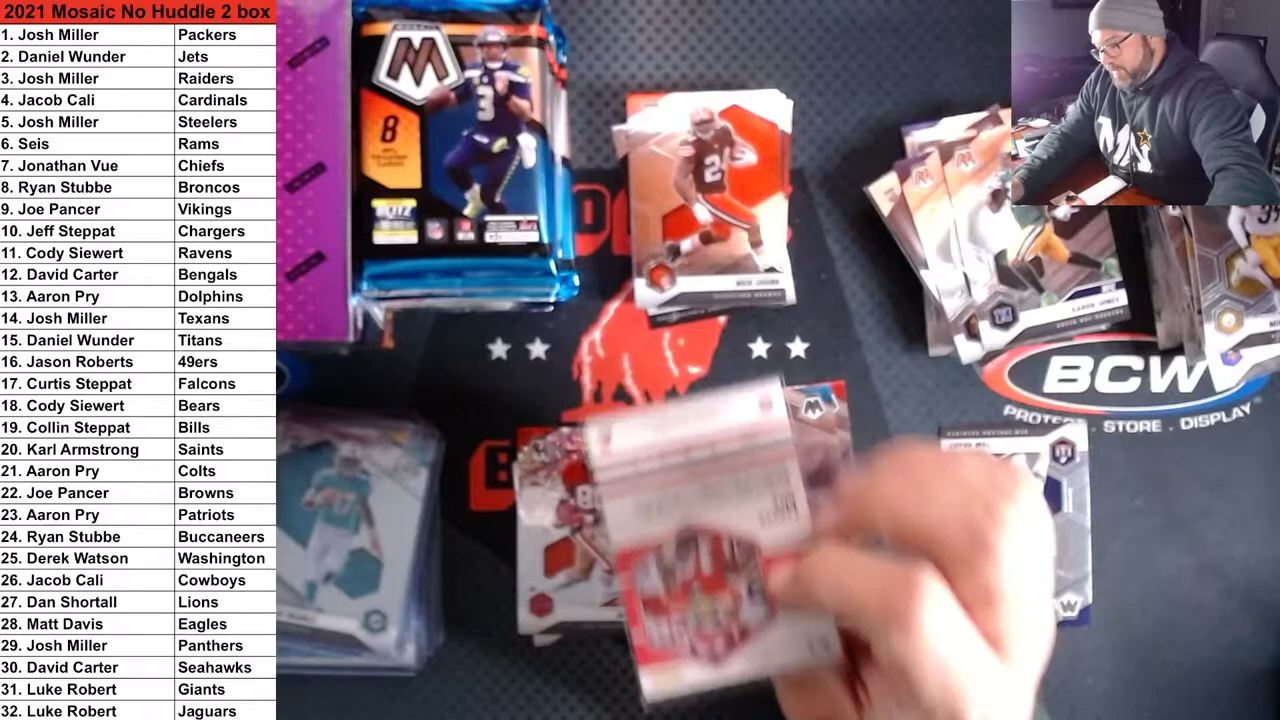 2021 Mosaic No Huddle 2 box
1. Josh Miller Packers
2. Daniel Wunder Jets
3. Josh Miller Raiders
4. Jacob Cali Cardinals
5. Josh Miller Steelers
6. Seis Rams
7. Jonathan Vue Chiefs
8. Ryan Stubbe Broncos
9. Joe Pancer Vikings
10. Jeff Steppat Chargers
11. Cody Siewert Ravens
12. David Carter Bengals
13. Aaron Pry Dolphins
14. Josh Miller Texans
15. Daniel Wunder Titans
16. Jason Roberts 49ers
17. Curtis Steppat Falcons
18. Cody Siewert Bears
19. Collin Steppat Bills
20. Karl Armstrong Saints
21. Aaron Pry Colts
22. Joe Pancer Browns
23. Aaron Pry Patriots
24. Ryan Stubbe Buccaneers
25. Derek Watson Washington
26. Jacob Cali Cowboys
27. Dan Shortall Lions
28. Matt Davis Eagles
29. Josh Miller Panthers
30. David Carter Seahawks
31. Luke Robert Giants
32. Luke Robert Jaguars
M
3
8
24
NICK CHUBB
AARON JONES
BCW
PROTECT . STORE . DISPLAY